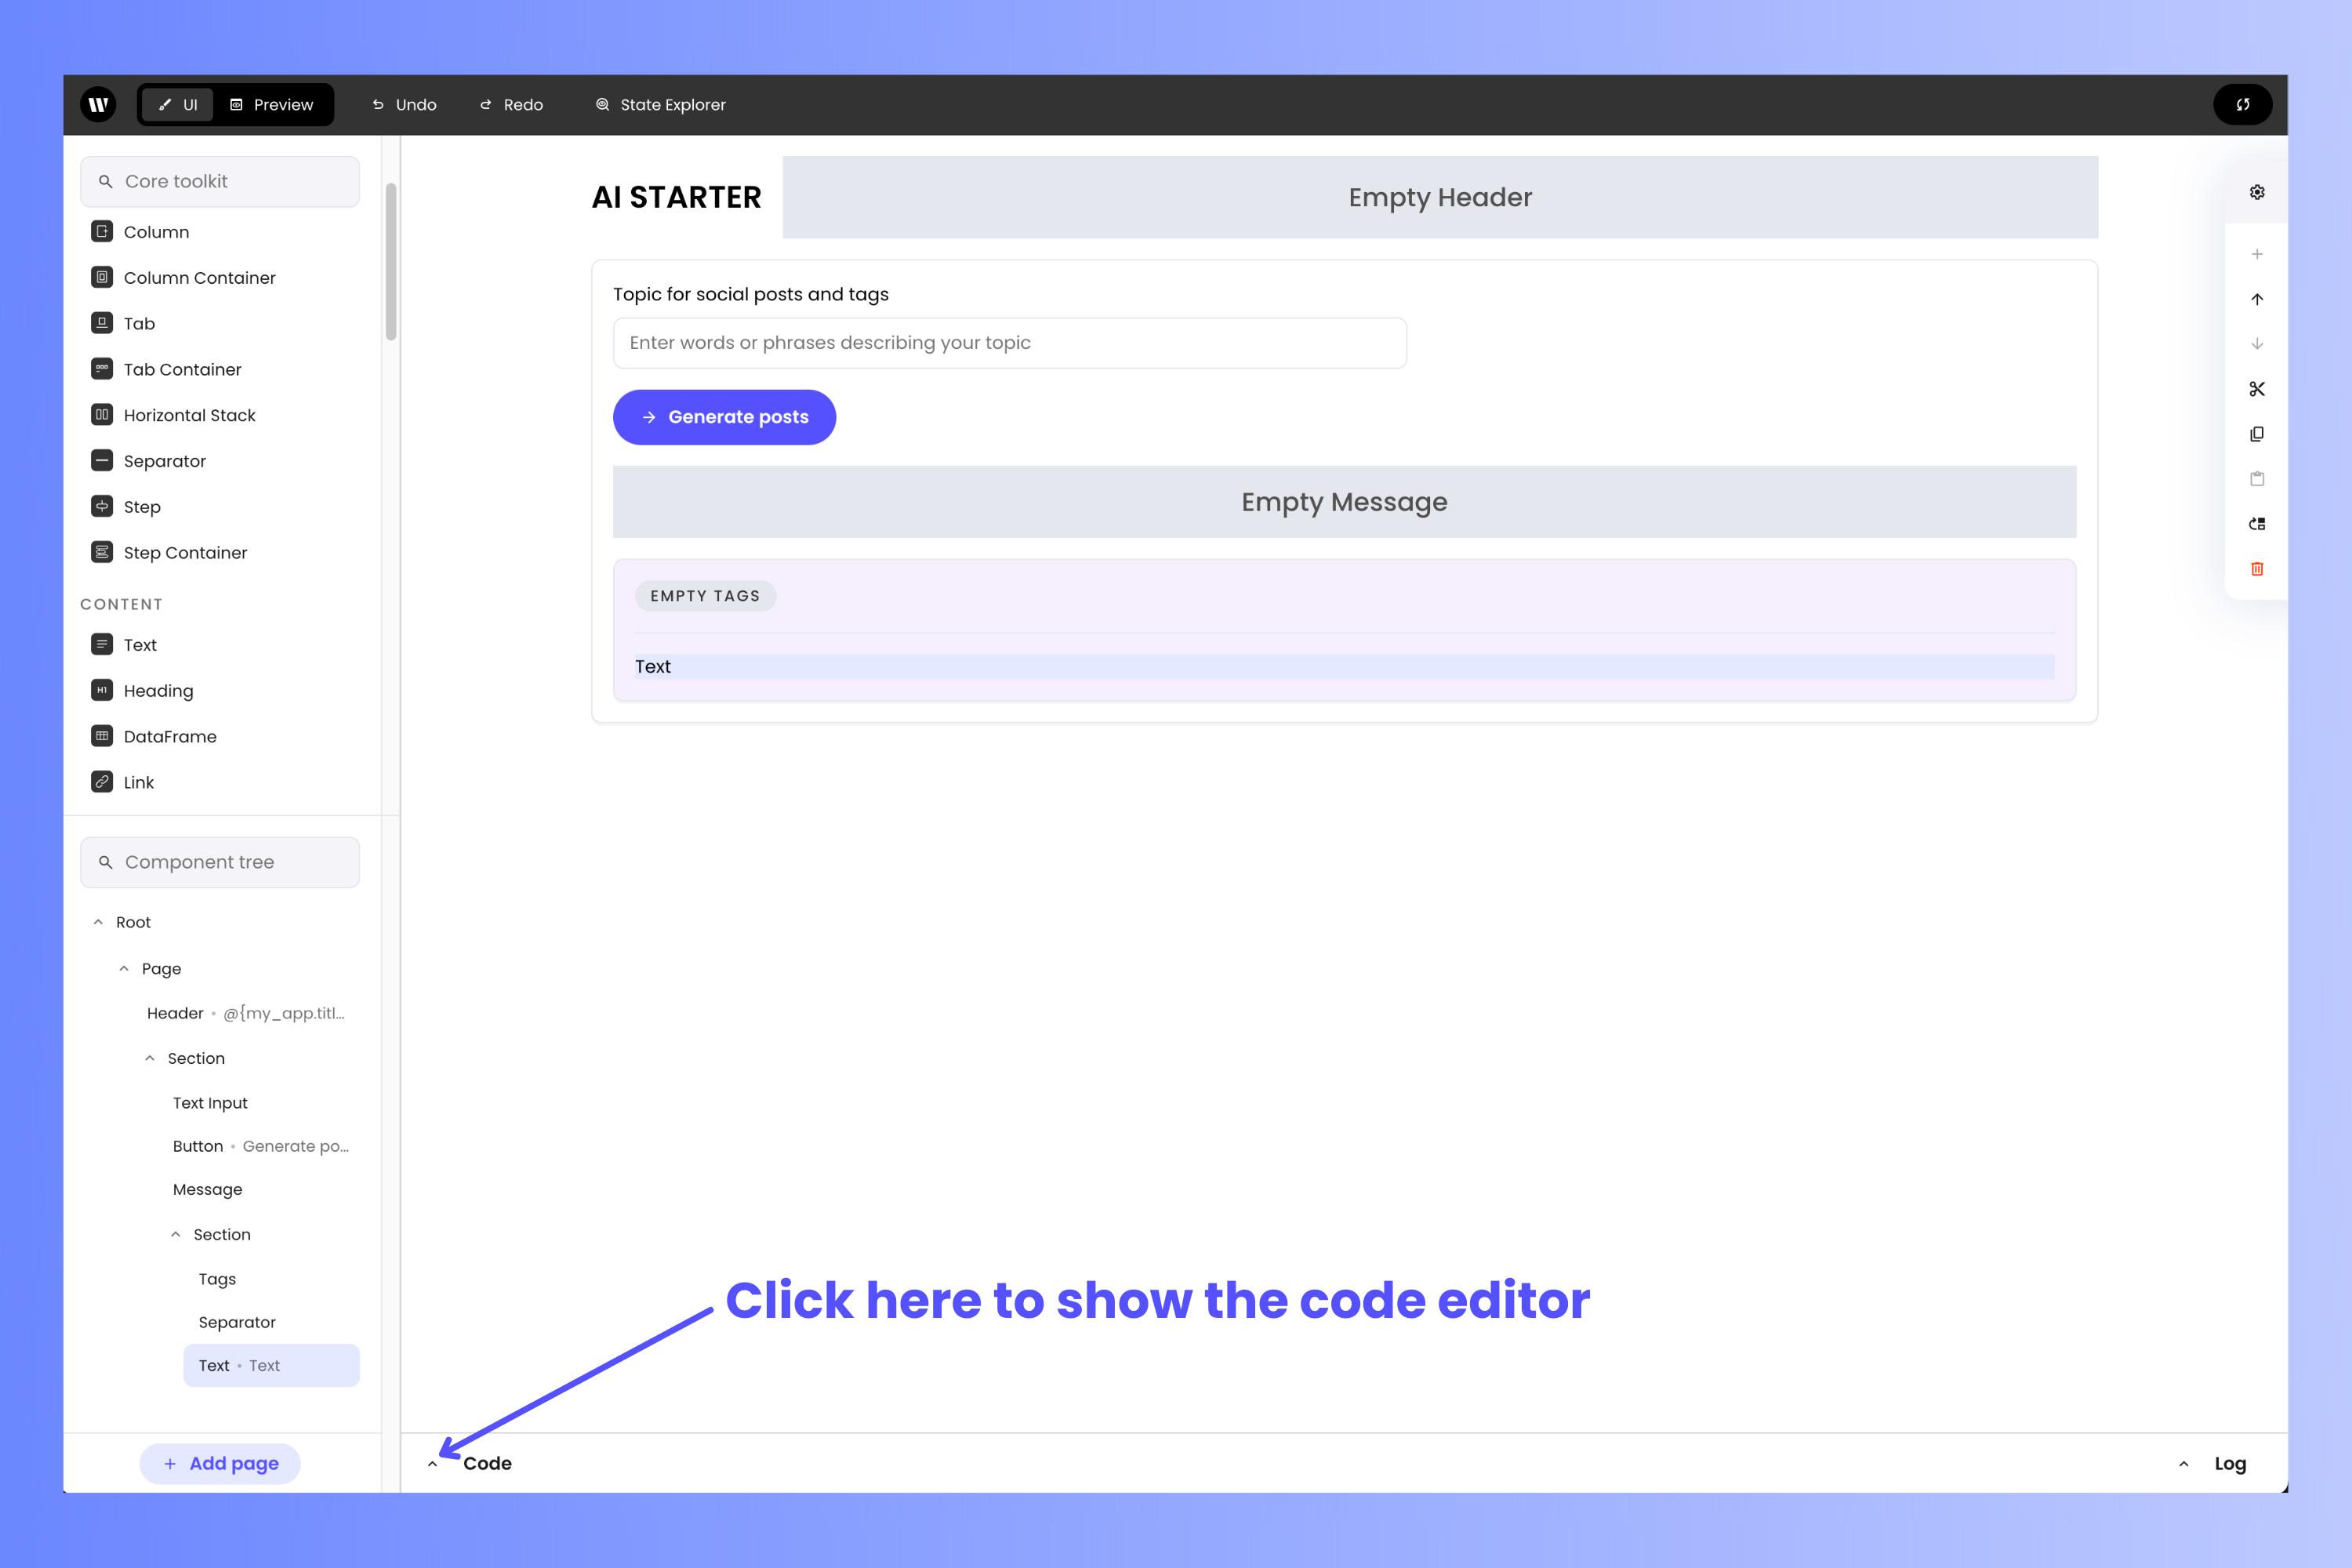 UI
Preview
Undo
Redo
State Explorer
Core toolkit
Column
Column Container
Tab
Tab Container
Horizontal Stack
Separator
Step
Step Container
CONTENT
Text
H1 Heading
DataFrame
Link
Component tree
Root
Page
Header • @{my_app.titl...
Section
Text Input
Button • Generate po...
Message
Section
Tags
Separator
Text • Text
+ Add page
AI STARTER
Empty Header
Topic for social posts and tags
Enter words or phrases describing your topic
Generate posts
Empty Message
EMPTY TAGS
Text
Click here to show the code editor
Code
Log